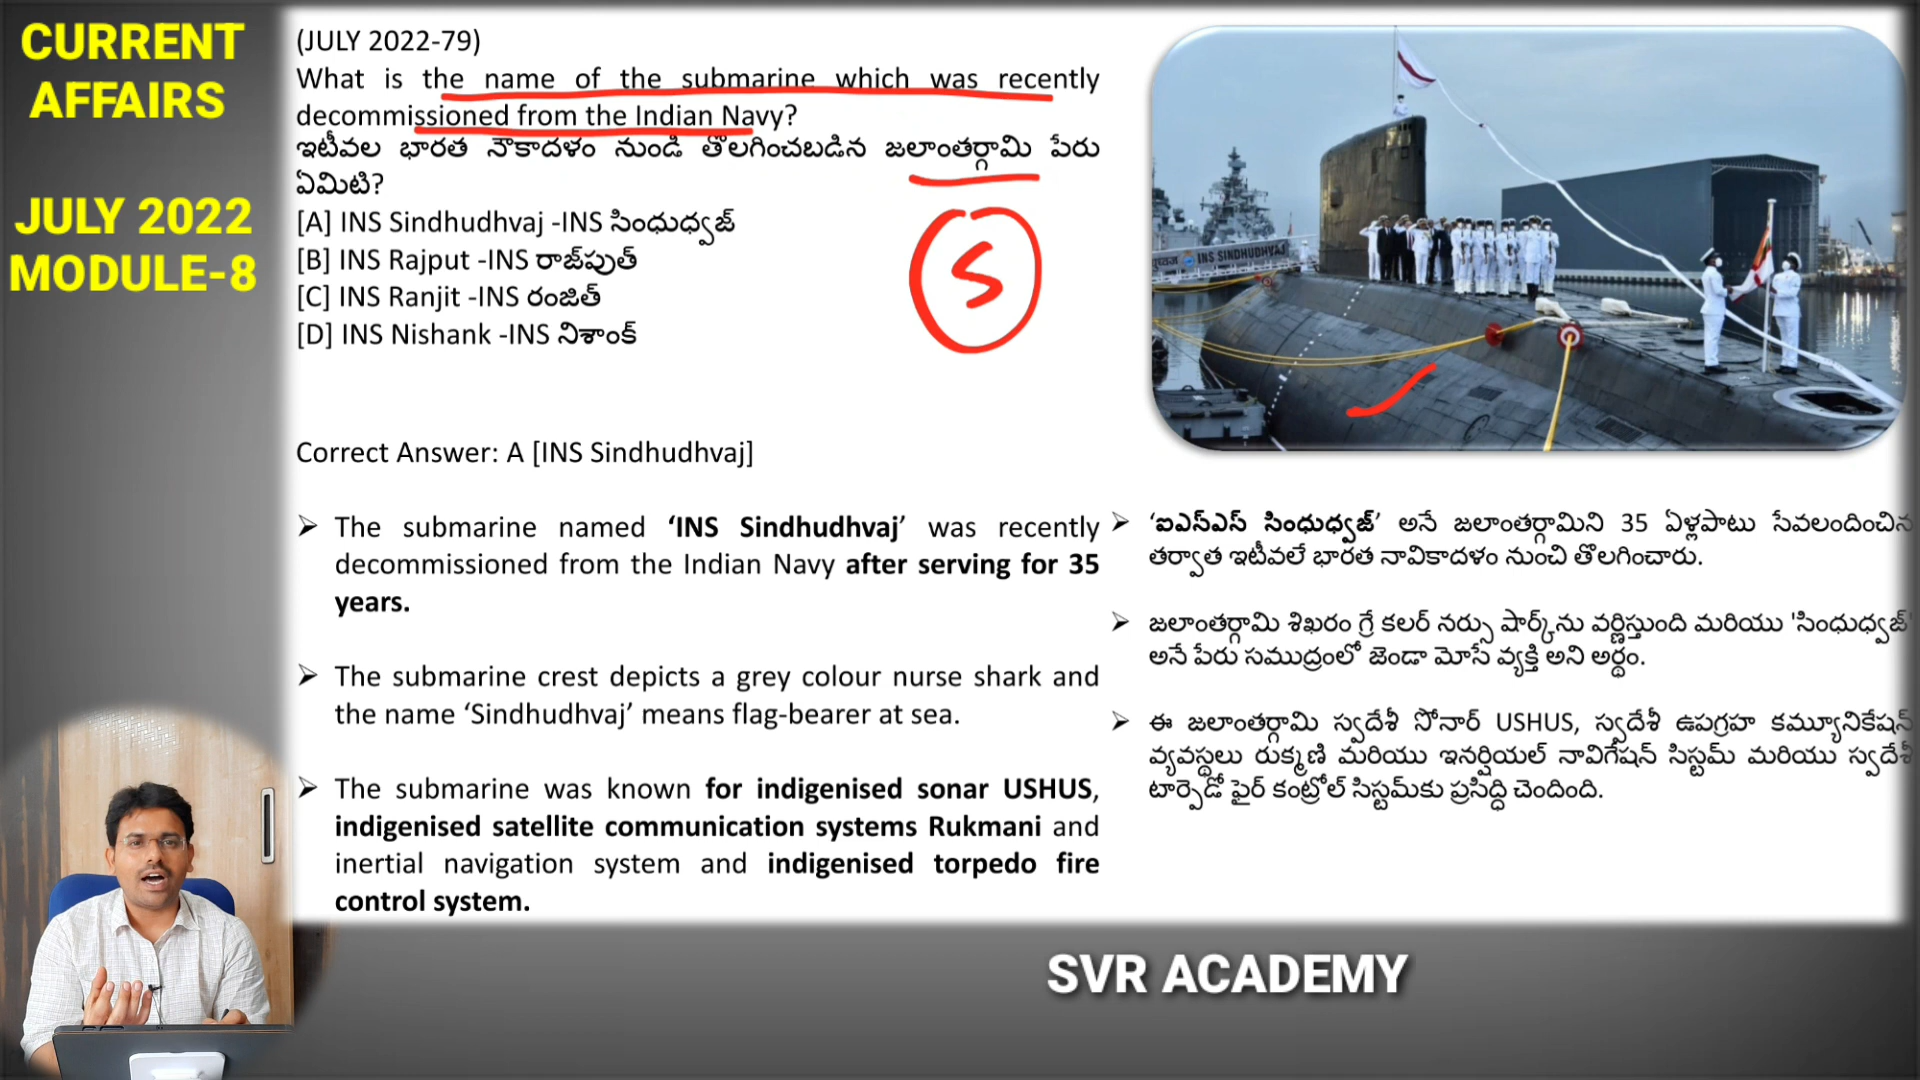 CURRENT
AFFAIRS
JULY 2022
MODULE-8
(JULY 2022-79)
What is the name of the submarine which was recently
decommissioned from the Indian Navy?
ఇటీవల భారత నౌకాదళం నుండి తొలగించబడిన జలాంతర్గామి పేరు
ఏమిటి?
[A] INS Sindhudhvaj -INS సింధుధ్వజ్
[B] INS Rajput -INS రాజ్‌పుత్
[C] INS Ranjit -INS రంజిత్
[D] INS Nishank -INS నిశాంక్
S
INS SINDHUDHVAJ
Correct Answer: A [INS Sindhudhvaj]
➢ The submarine named ‘INS Sindhudhvaj’ was recently
decommissioned from the Indian Navy after serving for 35
years.
➢ The submarine crest depicts a grey colour nurse shark and
the name ‘Sindhudhvaj’ means flag-bearer at sea.
➢ The submarine was known for indigenised sonar USHUS,
indigenised satellite communication systems Rukmani and
inertial navigation system and indigenised torpedo fire
control system.
➢ ‘ఐఎస్ఎస్ సింధుధ్వజ్’ అనే జలాంతర్గామిని 35 ఏళ్లపాటు సేవలందించిన
తర్వాత ఇటీవలే భారత నావికాదళం నుంచి తొలగించారు.
➢ జలాంతర్గామి శిఖరం గ్రే కలర్ నర్సు షార్క్‌ను వర్ణిస్తుంది మరియు 'సింధుధ్వజ్'
అనే పేరు సముద్రంలో జెండా మోసే వ్యక్తి అని అర్థం.
➢ ఈ జలాంతర్గామి స్వదేశీ సోనార్ USHUS, స్వదేశీ ఉపగ్రహ కమ్యూనికేషన్
వ్యవస్థలు రుక్మణి మరియు ఇనర్షియల్ నావిగేషన్ సిస్టమ్ మరియు స్వదేశీ
టార్పెడో ఫైర్ కంట్రోల్ సిస్టమ్‌కు ప్రసిద్ధి చెందింది.
SVR ACADEMY